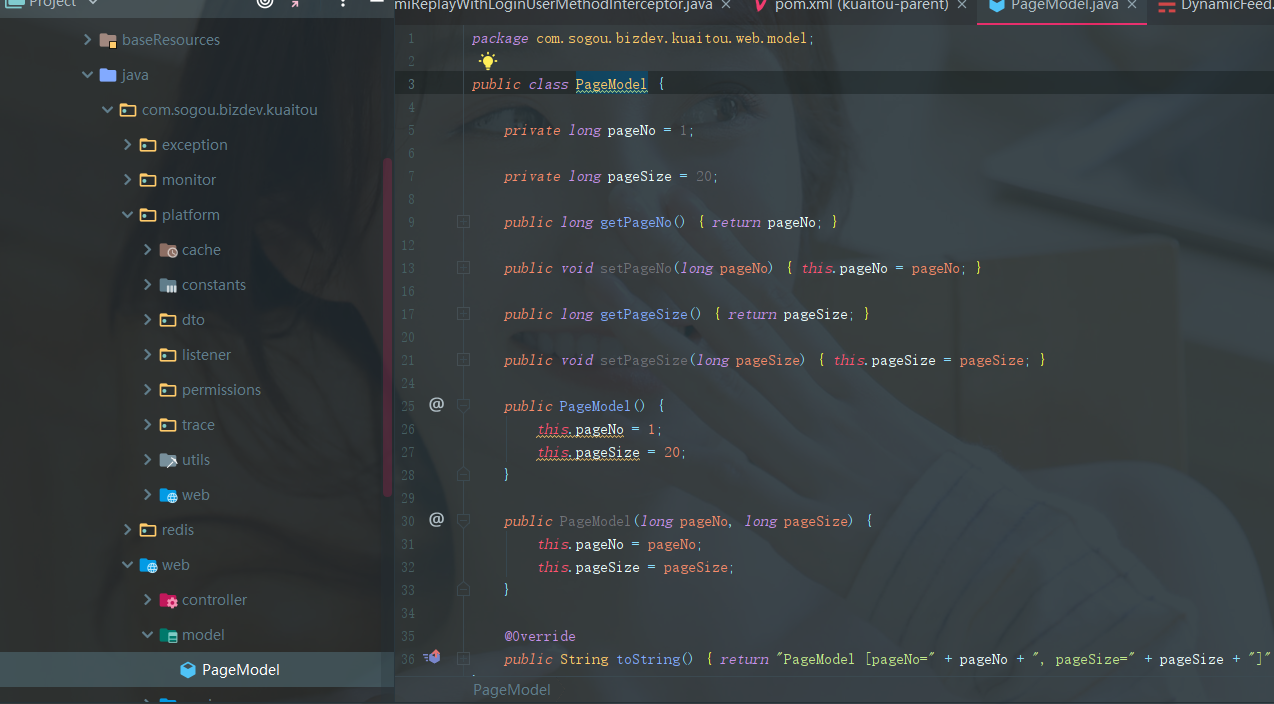 Project
miReplayWithLoginUserMethodInterceptor.java
pom.xml (kuaitou-parent)
PageModel.java
DynamicFeed.
baseResources
java
com.sogou.bizdev.kuaitou
exception
monitor
platform
cache
constants
dto
listener
permissions
trace
utils
web
redis
web
controller
model
PageModel
1 package com.sogou.bizdev.kuaitou.web.model;
2
3 public class PageModel {
4
5 private long pageNo = 1;
6
7 private long pageSize = 20;
8
9 public long getPageNo() { return pageNo; }
12
13 public void setPageNo(long pageNo) { this.pageNo = pageNo; }
16
17 public long getPageSize() { return pageSize; }
20
21 public void setPageSize(long pageSize) { this.pageSize = pageSize; }
24
25 @ public PageModel() {
26 this.pageNo = 1;
27 this.pageSize = 20;
28 }
29
30 @ public PageModel(long pageNo, long pageSize) {
31 this.pageNo = pageNo;
32 this.pageSize = pageSize;
33 }
34
35 @Override
36 public String toString() { return "PageModel [pageNo=" + pageNo + ", pageSize=" + pageSize + "]"
PageModel